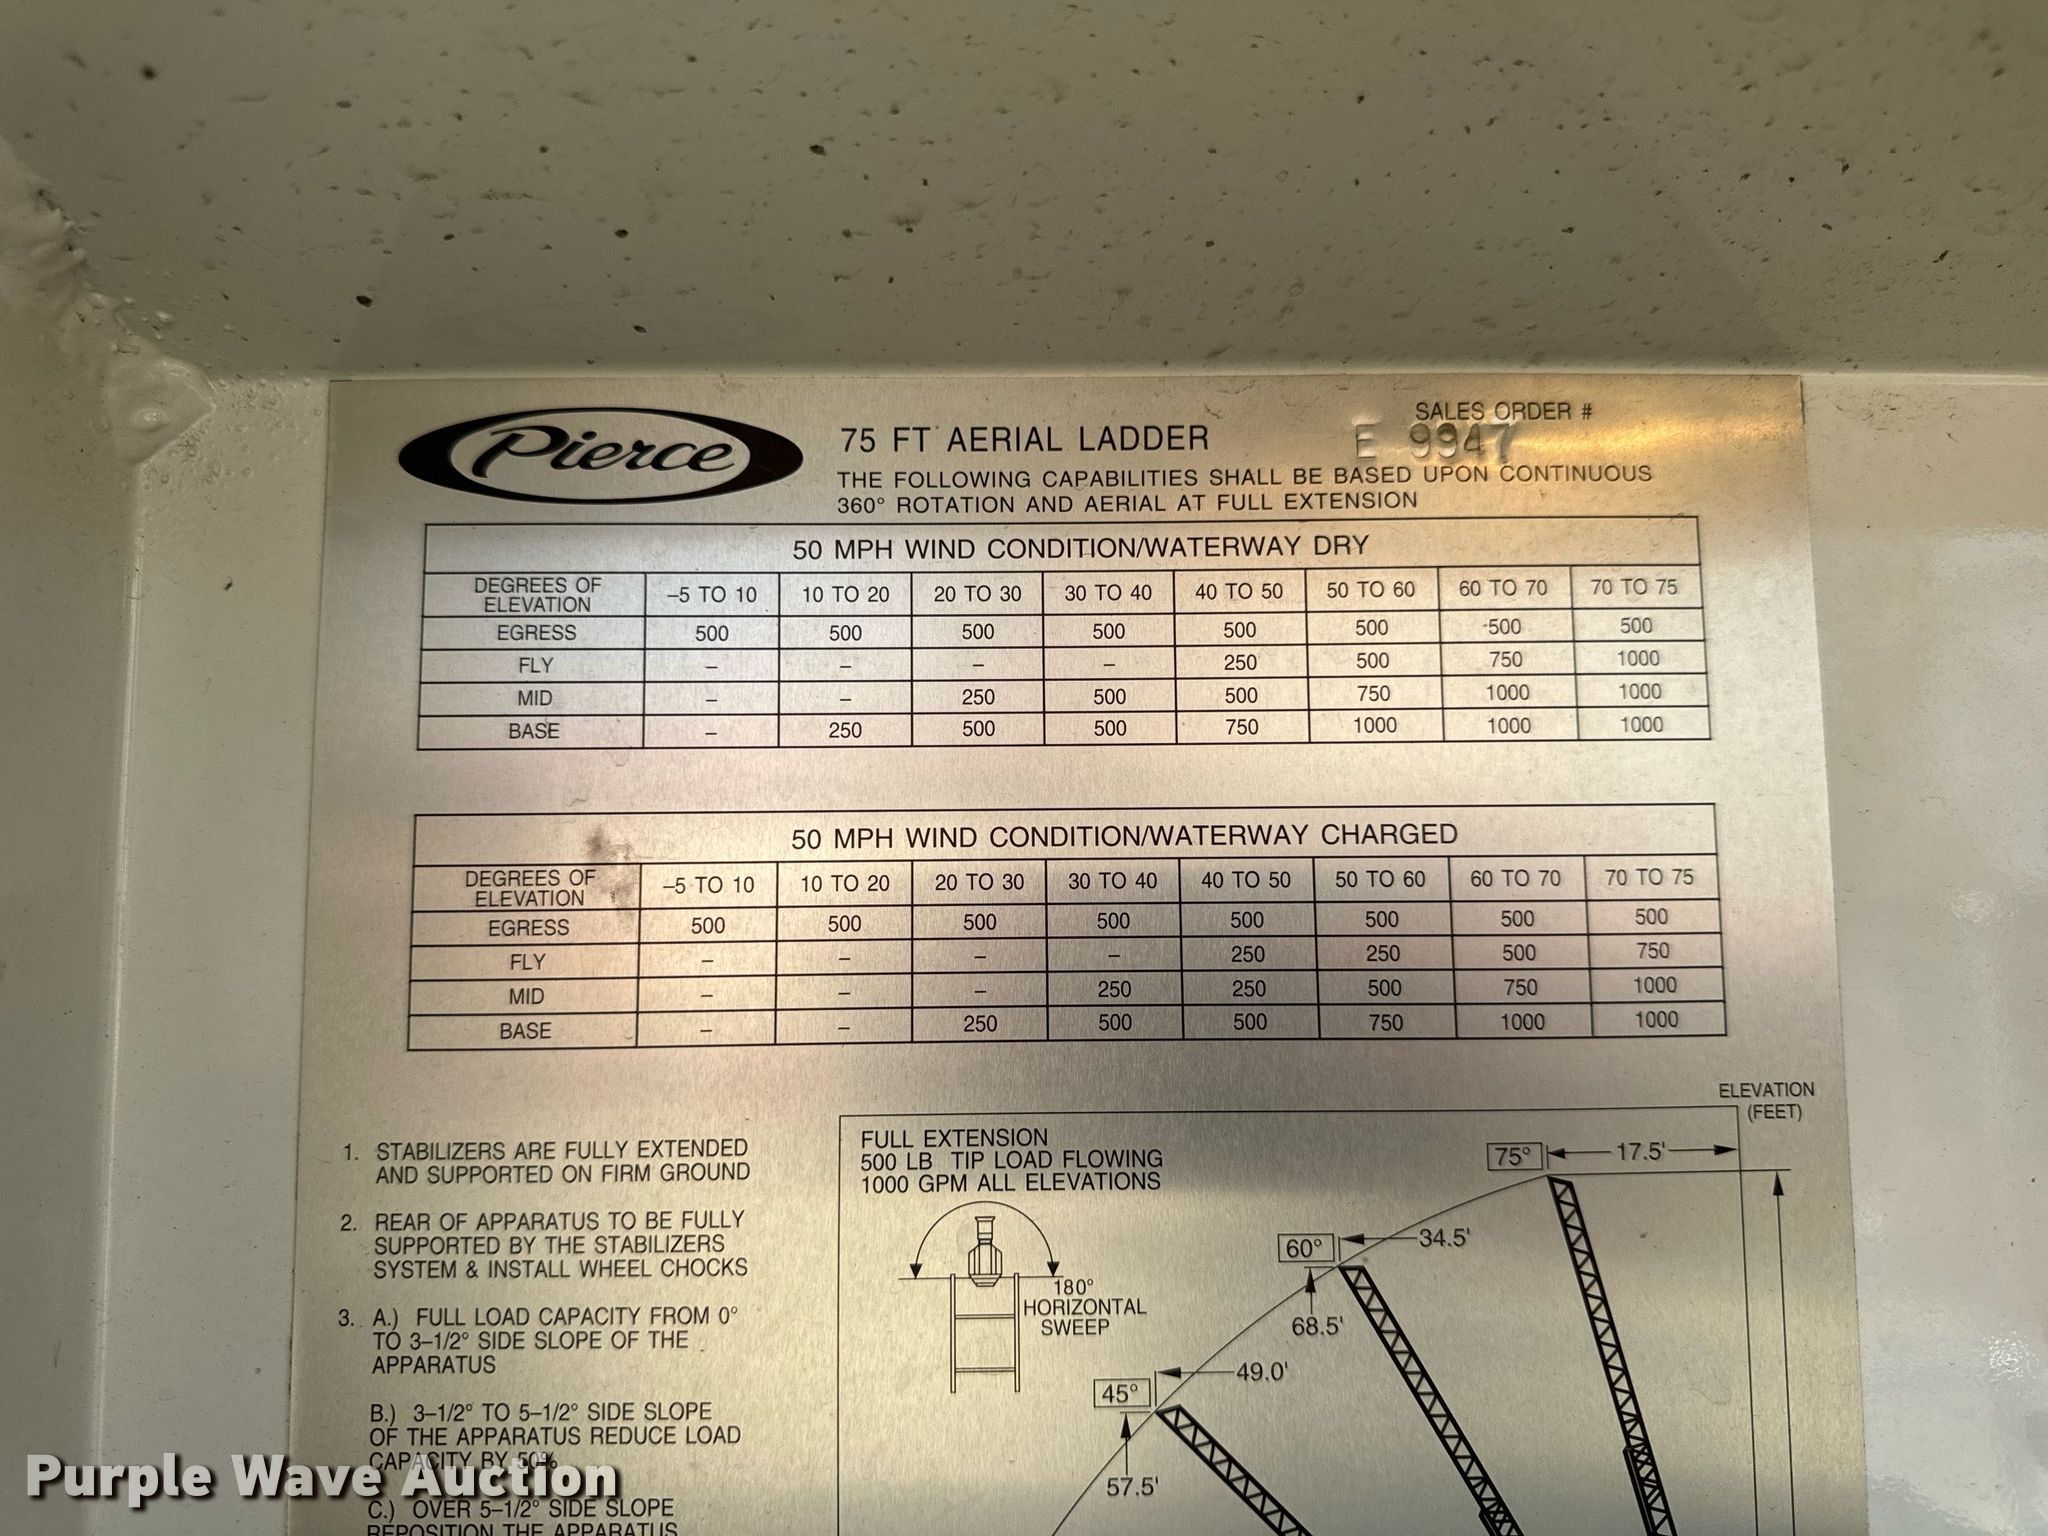 Pierce
75 FT AERIAL LADDER
SALES ORDER #
E 9947
THE FOLLOWING CAPABILITIES SHALL BE BASED UPON CONTINUOUS
360° ROTATION AND AERIAL AT FULL EXTENSION
50 MPH WIND CONDITION/WATERWAY DRY
DEGREES OF ELEVATION –5 TO 10 10 TO 20 20 TO 30 30 TO 40 40 TO 50 50 TO 60 60 TO 70 70 TO 75
EGRESS 500 500 500 500 500 500 500 500
FLY – – – – 250 500 750 1000
MID – – 250 500 500 750 1000 1000
BASE – 250 500 500 750 1000 1000 1000
50 MPH WIND CONDITION/WATERWAY CHARGED
DEGREES OF ELEVATION –5 TO 10 10 TO 20 20 TO 30 30 TO 40 40 TO 50 50 TO 60 60 TO 70 70 TO 75
EGRESS 500 500 500 500 500 500 500 500
FLY – – – – 250 250 500 750
MID – – – 250 250 500 750 1000
BASE – – 250 500 500 750 1000 1000
1. STABILIZERS ARE FULLY EXTENDED
AND SUPPORTED ON FIRM GROUND
2. REAR OF APPARATUS TO BE FULLY
SUPPORTED BY THE STABILIZERS
SYSTEM & INSTALL WHEEL CHOCKS
3. A.) FULL LOAD CAPACITY FROM 0°
TO 3–1/2° SIDE SLOPE OF THE
APPARATUS
B.) 3–1/2° TO 5–1/2° SIDE SLOPE
OF THE APPARATUS REDUCE LOAD
CAPACITY BY 50%
C.) OVER 5–1/2° SIDE SLOPE
REPOSITION THE APPARATUS
ELEVATION
(FEET)
FULL EXTENSION
500 LB TIP LOAD FLOWING
1000 GPM ALL ELEVATIONS
180°
HORIZONTAL
SWEEP
75° 17.5'
60° 34.5'
68.5'
45° 49.0'
57.5'
Purple Wave Auction